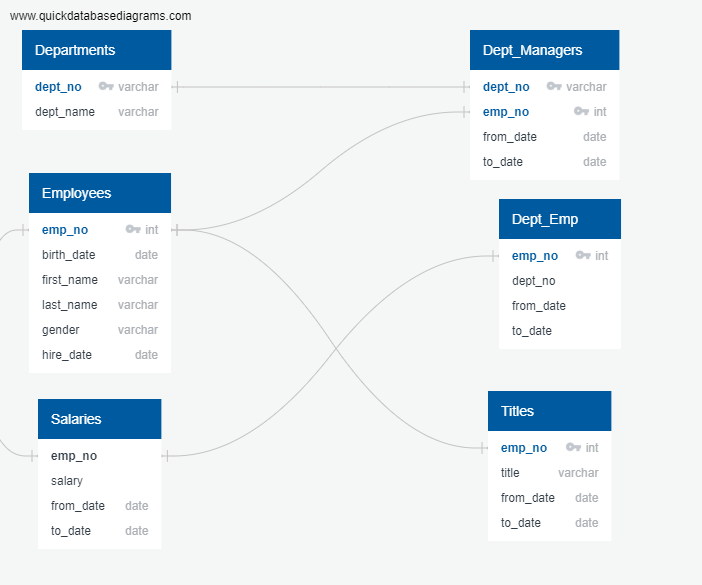 www.quickdatabasediagrams.com
Departments
dept_no varchar
dept_name varchar
Dept_Managers
dept_no varchar
emp_no int
from_date date
to_date date
Employees
emp_no int
birth_date date
first_name varchar
last_name varchar
gender varchar
hire_date date
Dept_Emp
emp_no int
dept_no
from_date
to_date
Salaries
emp_no
salary
from_date date
to_date date
Titles
emp_no int
title varchar
from_date date
to_date date